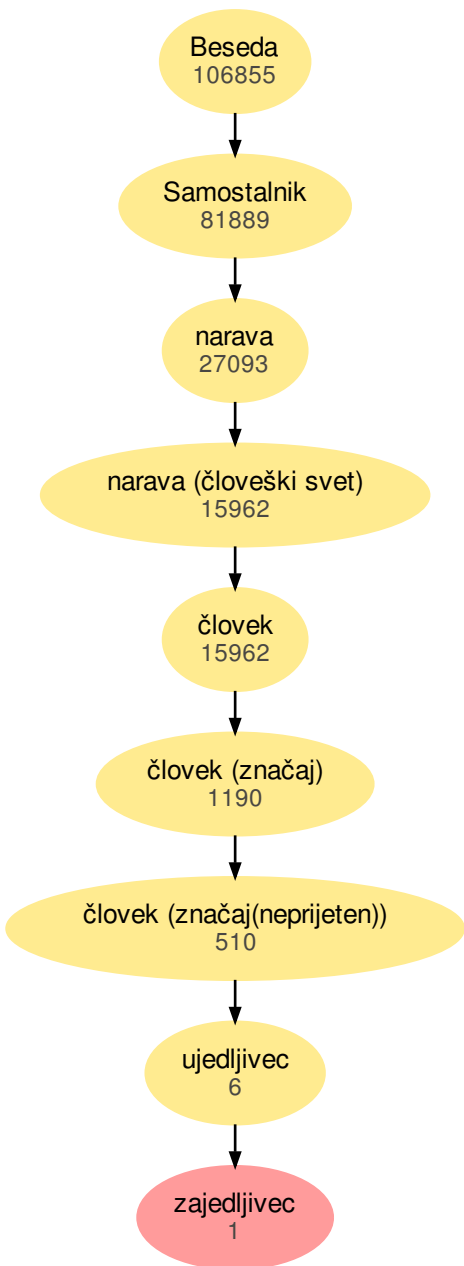 Beseda
106855
Samostalnik
81889
narava
27093
narava (človeški svet)
15962
človek
15962
človek (značaj)
1190
človek (značaj(neprijeten))
510
ujedljivec
6
zajedljivec
1